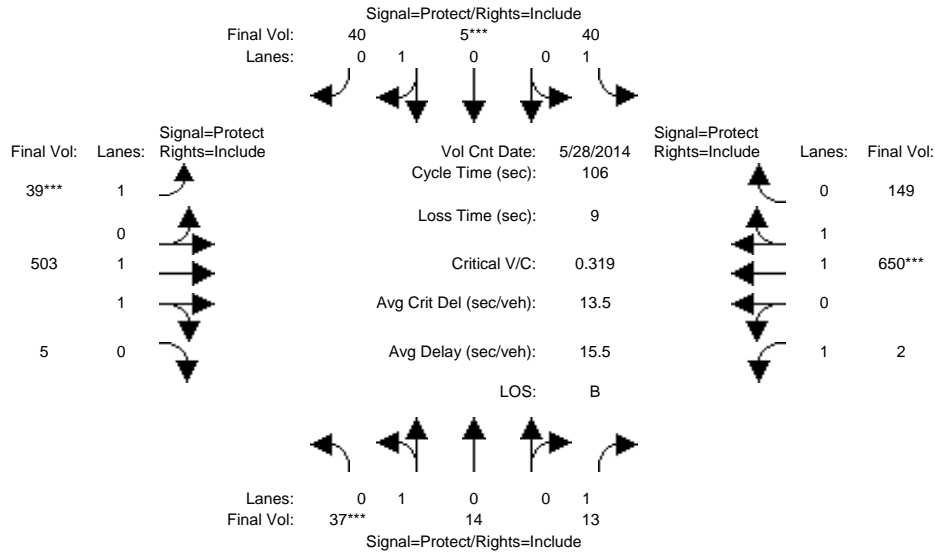 Signal=Protect/Rights=Include
Final Vol: 40 5*** 40
Lanes: 0 1 0 0 1
Signal=Protect Signal=Protect
Final Vol: Lanes: Rights=Include Vol Cnt Date: 5/28/2014 Rights=Include Lanes: Final Vol:
Cycle Time (sec): 106
39*** 1 0 149
Loss Time (sec): 9
0 1
503 1 Critical V/C: 0.319 1 650***
1 Avg Crit Del (sec/veh): 13.5 0
5 0 Avg Delay (sec/veh): 15.5 1 2
LOS: B
Lanes: 0 1 0 0 1
Final Vol: 37*** 14 13
Signal=Protect/Rights=Include